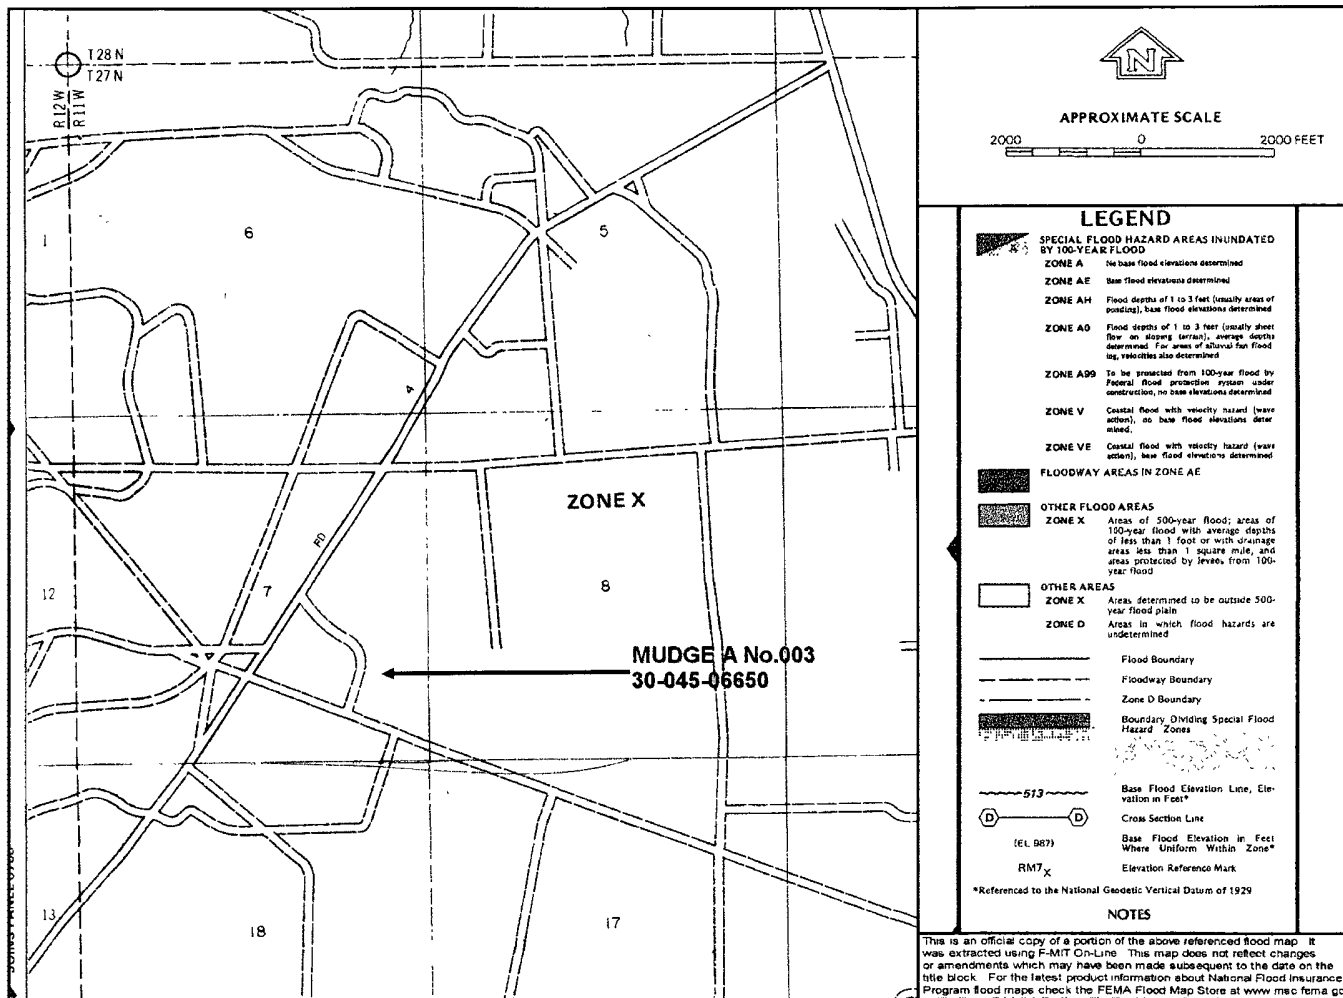 T28N
T27N
R12W
R11W
1
6
5
4
ZONE X
RD
12
7
8
MUDGE A No.003
30-045-06650
13
18
17
N
APPROXIMATE SCALE
2000 0 2000 FEET
LEGEND
SPECIAL FLOOD HAZARD AREAS INUNDATED
BY 100-YEAR FLOOD
ZONE A No base flood elevations determined
ZONE AE Base flood elevations determined
ZONE AH Flood depths of 1 to 3 feet (usually areas of
ponding), base flood elevations determined
ZONE AO Flood depths of 1 to 3 feet (usually sheet
flow on sloping terrain), average depths
determined For areas of alluvial fan flood
ing, velocities also determined
ZONE A99 To be protected from 100-year flood by
Federal flood protection system under
construction, no base elevations determined
ZONE V Coastal flood with velocity hazard (wave
action), no base flood elevations deter
mined.
ZONE VE Coastal flood with velocity hazard (wave
action), base flood elevations determined
FLOODWAY AREAS IN ZONE AE
OTHER FLOOD AREAS
ZONE X Areas of 500-year flood; areas of
100-year flood with average depths
of less than 1 foot or with drainage
areas less than 1 square mile, and
areas protected by levees from 100-
year flood
OTHER AREAS
ZONE X Areas determined to be outside 500-
year flood plain
ZONE D Areas in which flood hazards are
undetermined
Flood Boundary
Floodway Boundary
Zone D Boundary
Boundary Dividing Special Flood
Hazard Zones
513 Base Flood Elevation Line, Ele-
vation in Feet*
D D Cross Section Line
(EL 987) Base Flood Elevation in Feet
Where Uniform Within Zone*
RM7X Elevation Reference Mark
*Referenced to the National Geodetic Vertical Datum of 1929
NOTES
This is an official copy of a portion of the above referenced flood map It
was extracted using F-MIT On-Line This map does not reflect changes
or amendments which may have been made subsequent to the date on the
title block For the latest product information about National Flood Insurance
Program flood maps check the FEMA Flood Map Store at www msc fema go